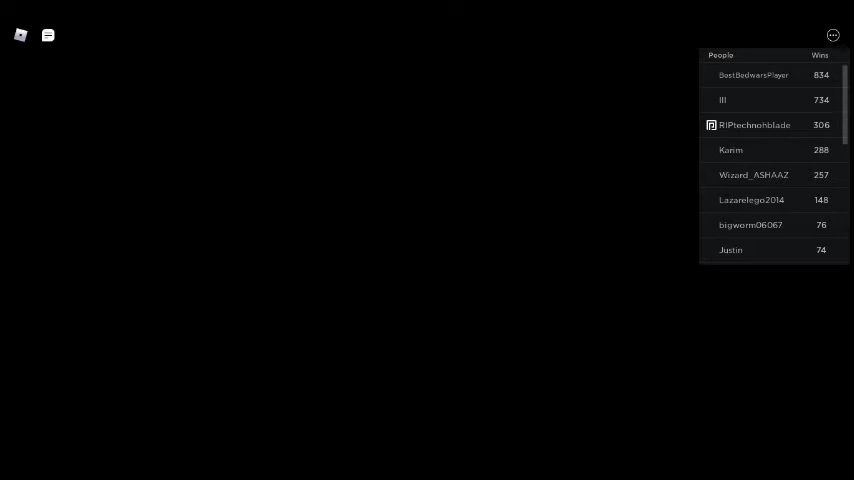 People Wins
BestBedwarsPlayer 834
III 734
RIPtechnohblade 306
Karim 288
Wizard_ASHAAZ 257
Lazarelego2014 148
bigworm06067 76
Justin 74